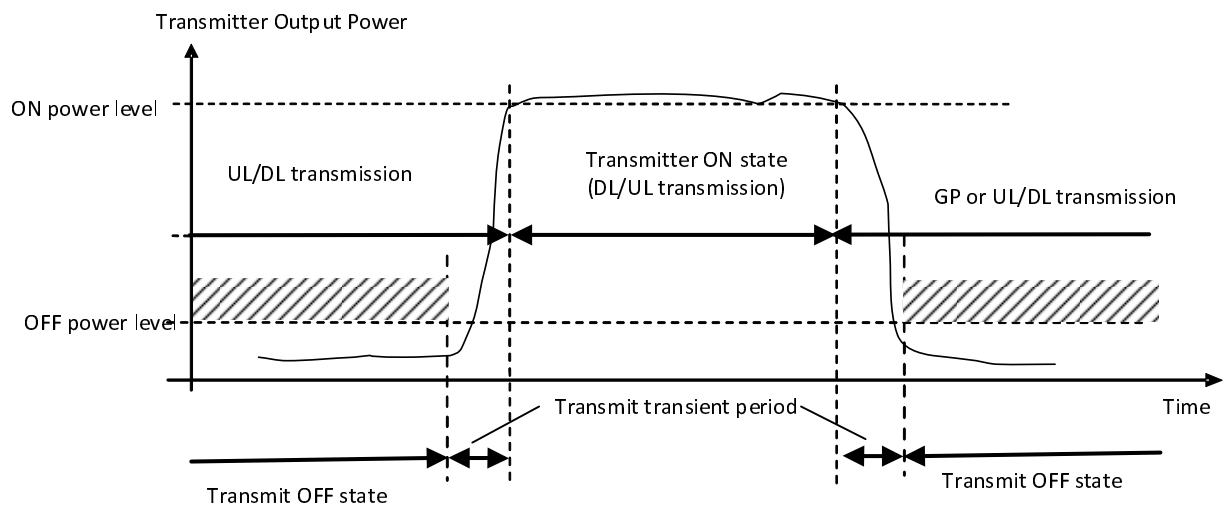 Transmitter Output Power
ON power level
UL/DL transmission
Transmitter ON state
(DL/UL transmission)
GP or UL/DL transmission
OFF power level
Transmit transient period
Time
Transmit OFF state
Transmit OFF state